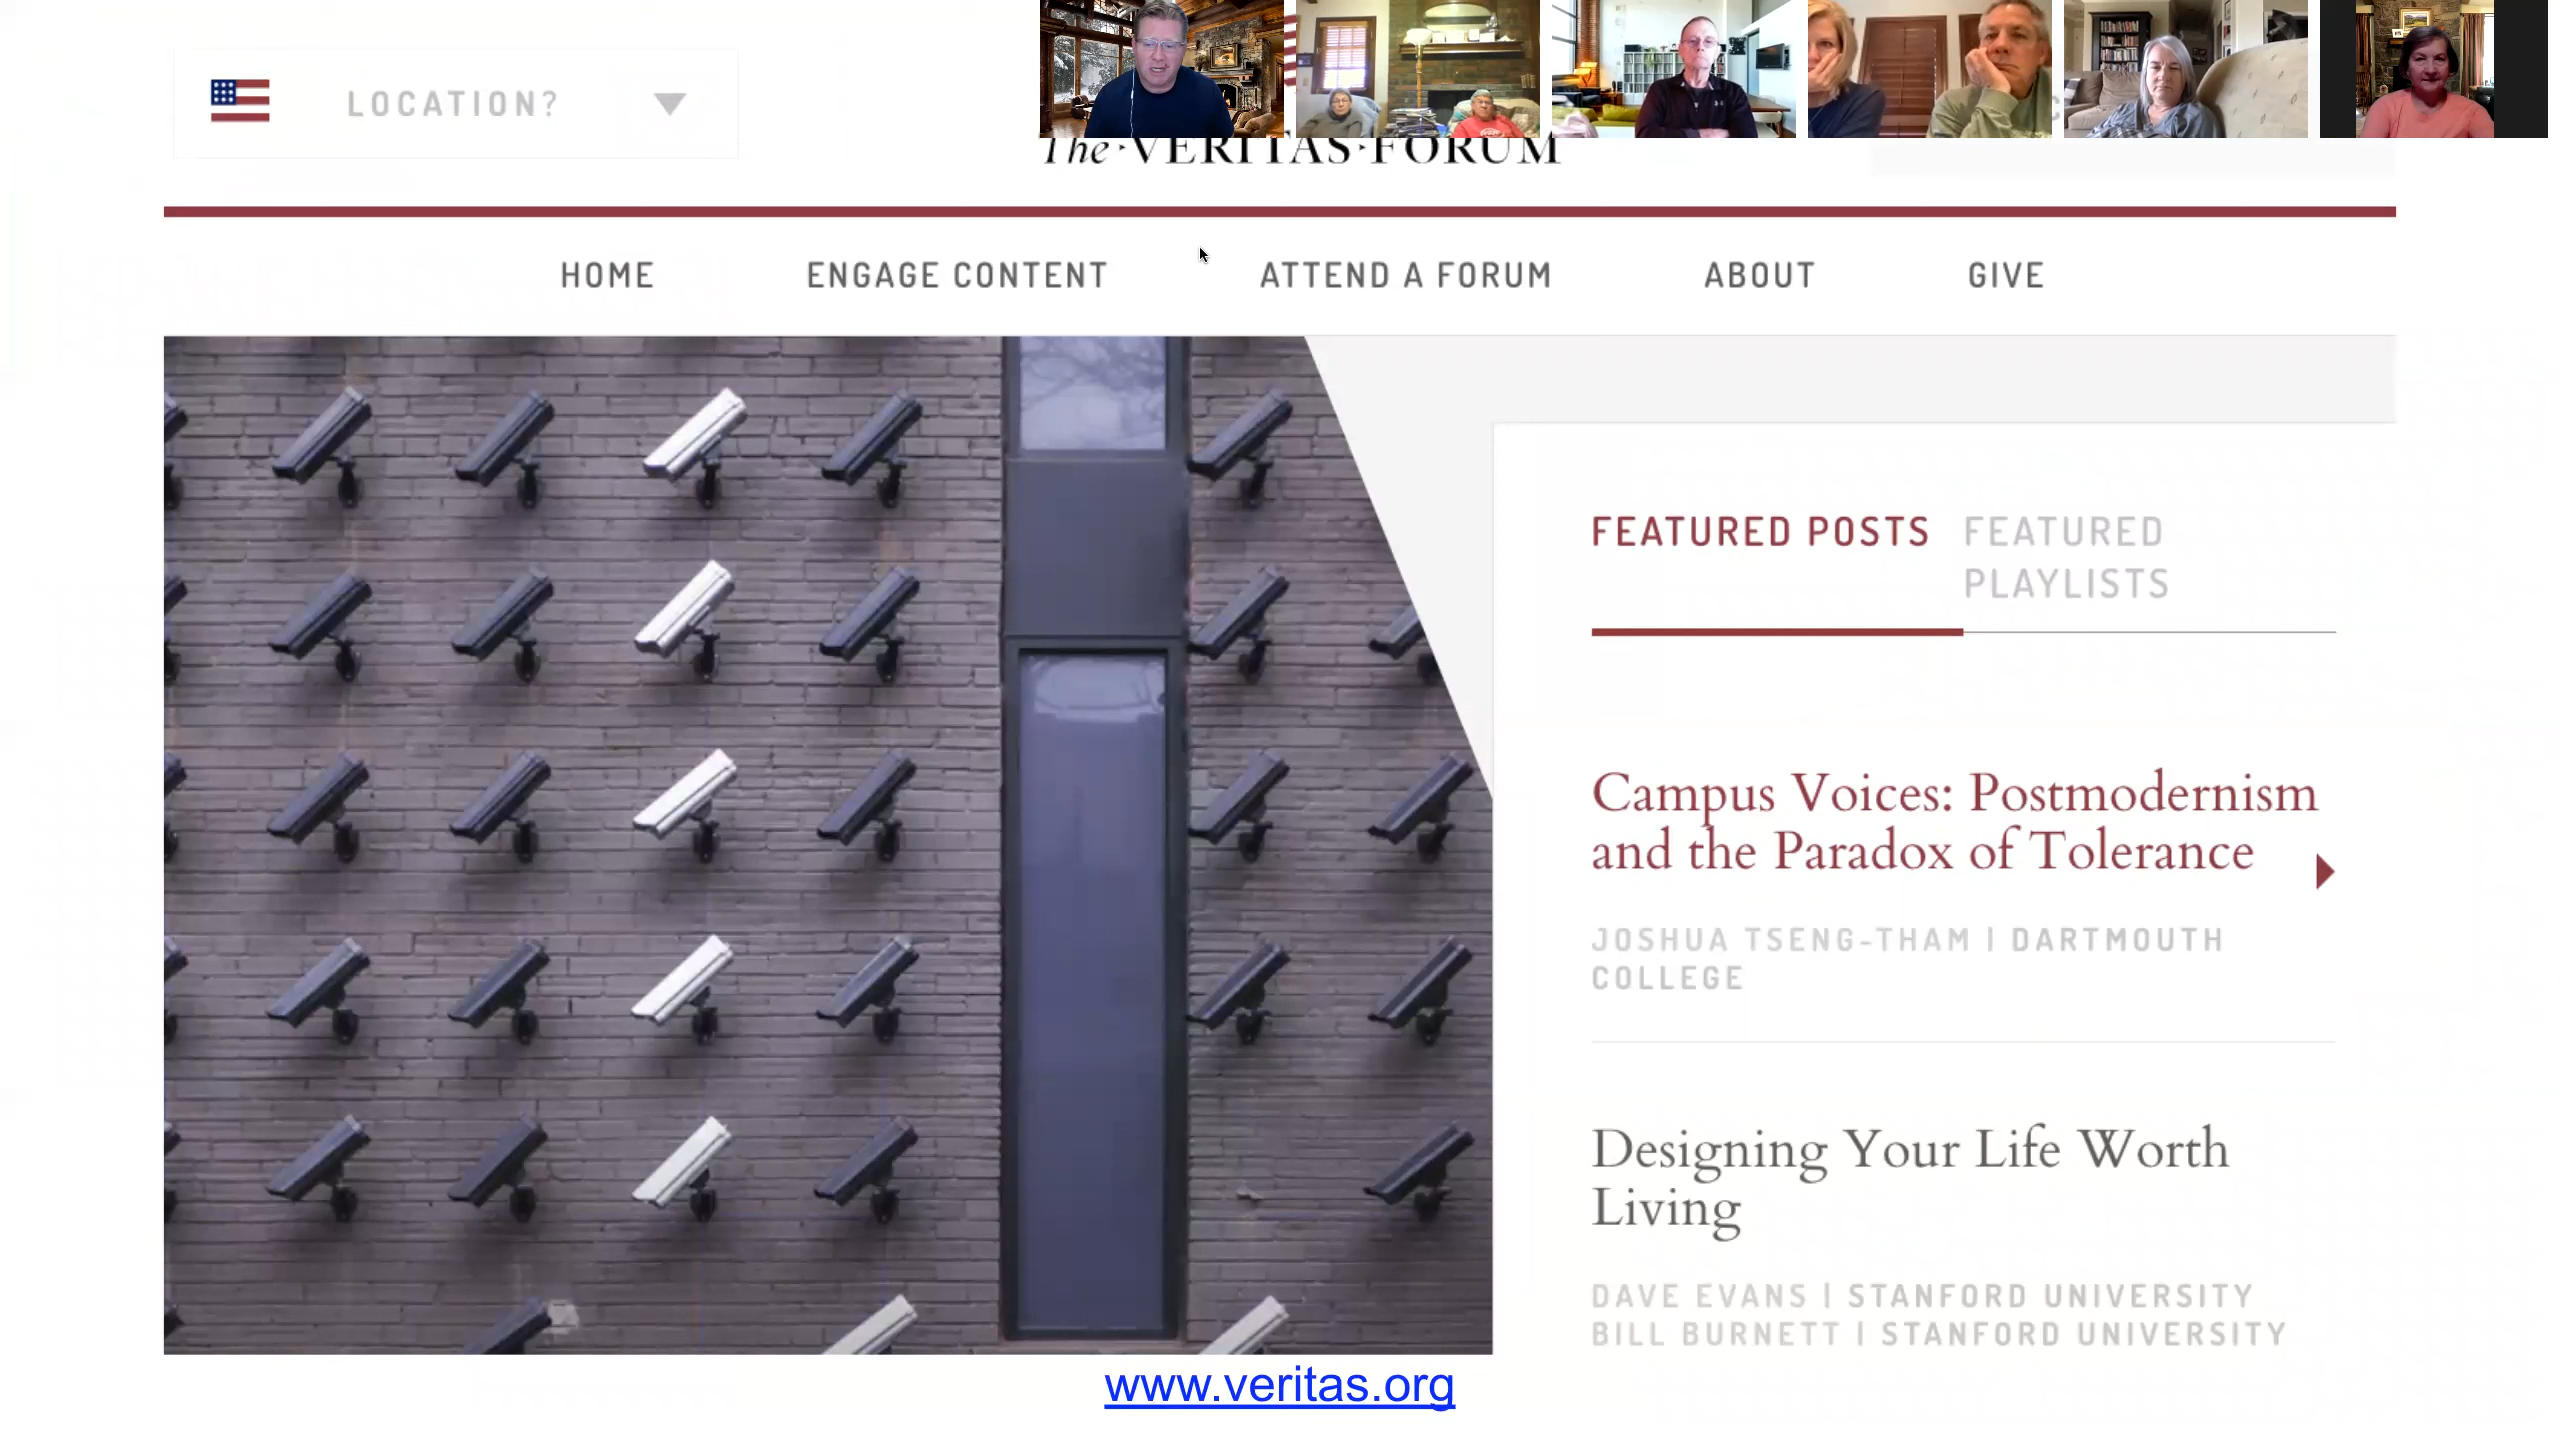 LOCATION?
The·VERITAS·FORUM
HOME
ENGAGE CONTENT
ATTEND A FORUM
ABOUT
GIVE
FEATURED POSTS
FEATURED
PLAYLISTS
Campus Voices: Postmodernism
and the Paradox of Tolerance
JOSHUA TSENG-THAM | DARTMOUTH
COLLEGE
Designing Your Life Worth
Living
DAVE EVANS | STANFORD UNIVERSITY
BILL BURNETT | STANFORD UNIVERSITY
www.veritas.org